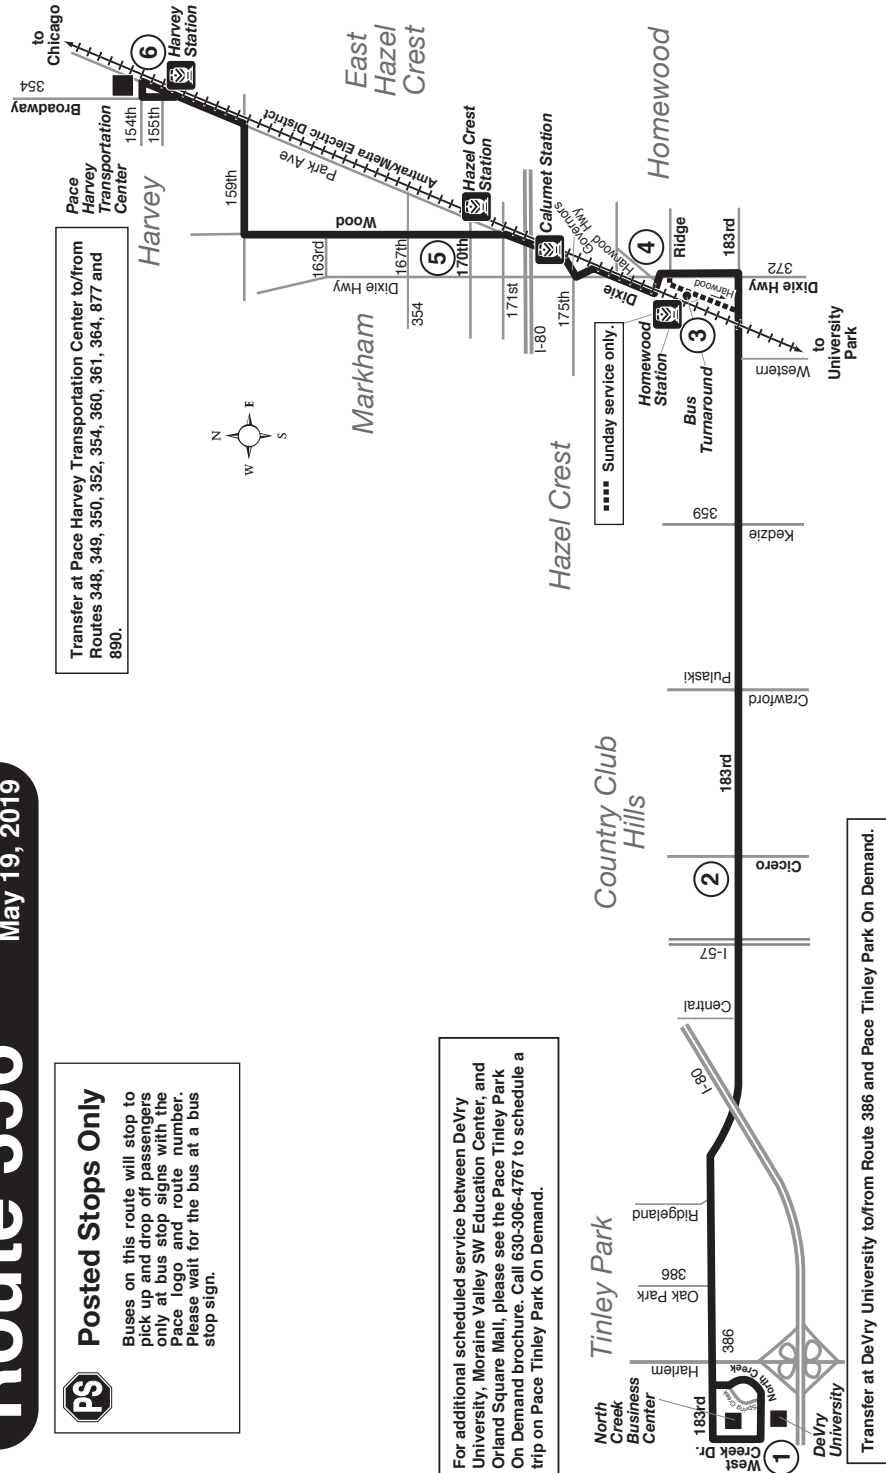 Route 356
May 19, 2019
PS
Posted Stops Only
Buses on this route will stop to
pick up and drop off passengers
only at bus stop signs with the
Pace logo and route number.
Please wait for the bus at a bus
stop sign.
Transfer at Pace Harvey Transportation Center to/from
Routes 348, 349, 350, 352, 354, 360, 361, 364, 877 and
890.
For additional scheduled service between DeVry
University, Moraine Valley SW Education Center, and
Orland Square Mall, please see the Pace Tinley Park
On Demand brochure. Call 630-306-4767 to schedule a
trip on Pace Tinley Park On Demand.
N
W
E
S
to
Chicago
354
Broadway
6
Harvey
Station
154th
155th
Pace
Harvey
Transportation
Center
Harvey
East
Hazel
Crest
Amtrak/Metra Electric District
Park Ave
159th
Wood
163rd
167th
5
170th
Hazel Crest
Station
Dixie Hwy
354
171st
I-80
Calumet Station
Markham
175th
Governors
Hwy
Harwood Hwy
Homewood
Dixie
4
Ridge
183rd
372
Dixie Hwy
Harwood
3
Homewood
Station
Bus
Turnaround
Sunday service only.
to
University
Park
Western
Hazel Crest
359
Kedzie
Pulaski
Crawford
183rd
Country Club
Hills
2
Cicero
I-57
Central
I-80
Ridgeland
Tinley Park
386
Oak Park
386
Harlem
North Creek
Spring Creek
North
Creek
Business
Center
183rd
West
Creek Dr.
1
DeVry
University
Transfer at DeVry University to/from Route 386 and Pace Tinley Park On Demand.